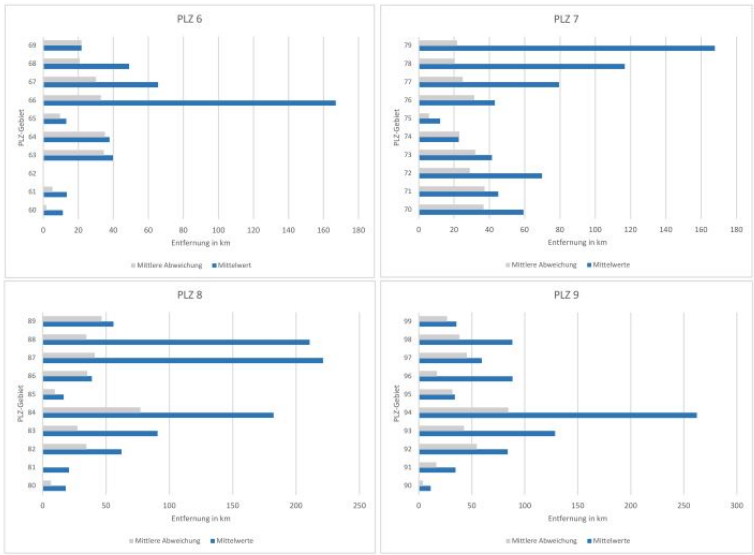 PLZ 6
PLZ-Gebiet
69
68
67
66
65
64
63
62
61
60
0 20 40 60 80 100 120 140 160 180
Entfernung in km
Mittlere Abweichung Mittelwert
PLZ 7
PLZ-Gebiet
79
78
77
76
75
74
73
72
71
70
0 20 40 60 80 100 120 140 160 180
Entfernung in km
Mittlere Abweichung Mittelwerte
PLZ 8
PLZ-Gebiet
89
88
87
86
85
84
83
82
81
80
0 50 100 150 200 250
Entfernung in km
Mittlere Abweichung Mittelwerte
PLZ 9
PLZ-Gebiet
99
98
97
96
95
94
93
92
91
90
0 50 100 150 200 250 300
Entfernung in km
Mittlere Abweichung Mittelwerte